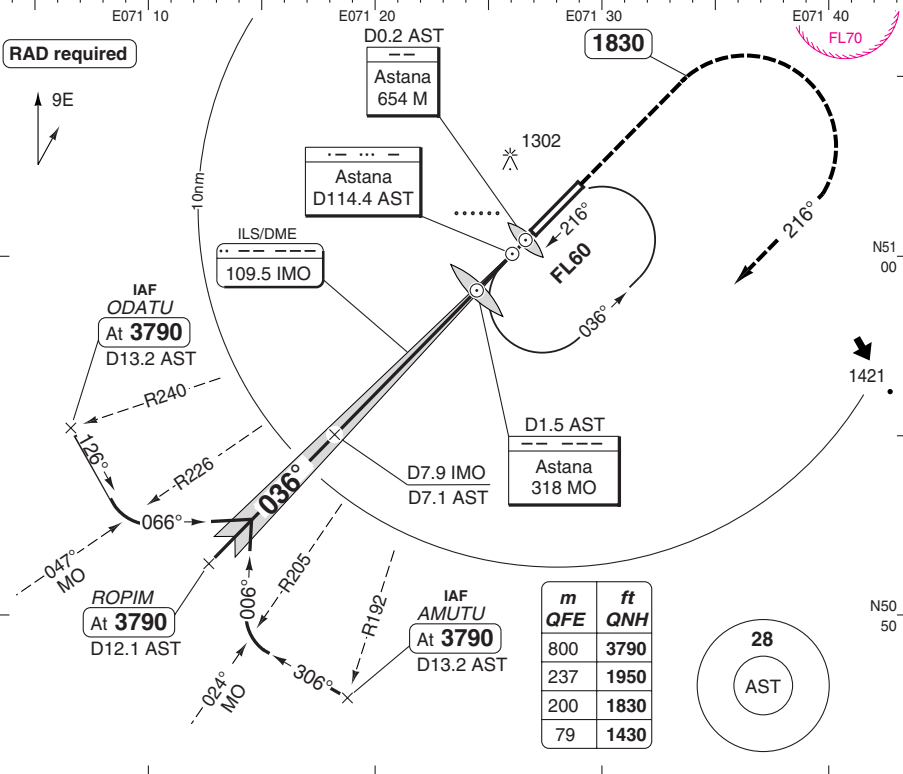 E071 10
E071 20
E071 30
E071 40
RAD required
9E
D0.2 AST
Astana
654 M
1830
FL70
1302
Astana
D114.4 AST
10nm
ILS/DME
109.5 IMO
216°
FL60
036°
216°
N51
00
IAF
ODATU
At 3790
D13.2 AST
1421
R240
126°
R226
036°
D7.9 IMO
D7.1 AST
D1.5 AST
Astana
318 MO
066°
047°
MO
ROPIM
At 3790
D12.1 AST
006°
R205
R192
IAF
AMUTU
At 3790
D13.2 AST
306°
024°
MO
m ft
QFE QNH
800 3790
237 1950
200 1830
79 1430
N50
50
28
AST